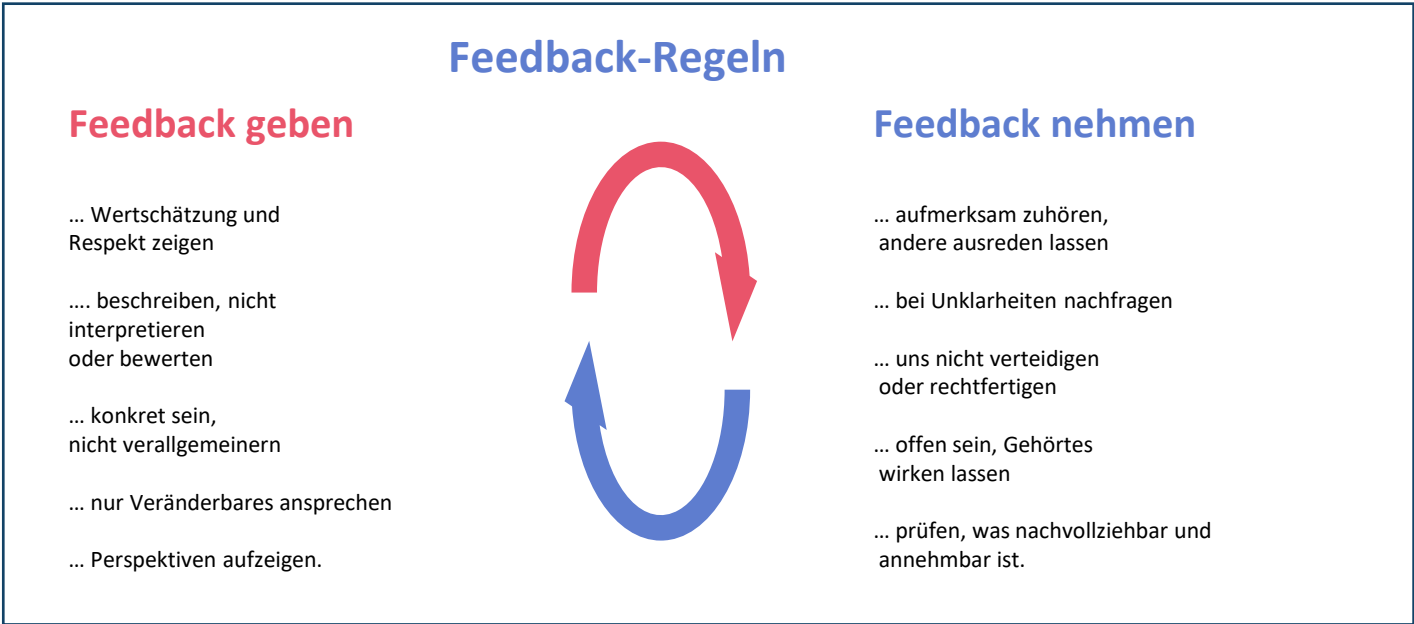 Feedback-Regeln
Feedback geben
... Wertschätzung und
Respekt zeigen
.... beschreiben, nicht
interpretieren
oder bewerten
... konkret sein,
nicht verallgemeinern
... nur Veränderbares ansprechen
... Perspektiven aufzeigen.
Feedback nehmen
... aufmerksam zuhören,
andere ausreden lassen
... bei Unklarheiten nachfragen
... uns nicht verteidigen
oder rechtfertigen
... offen sein, Gehörtes
wirken lassen
... prüfen, was nachvollziehbar und
annehmbar ist.